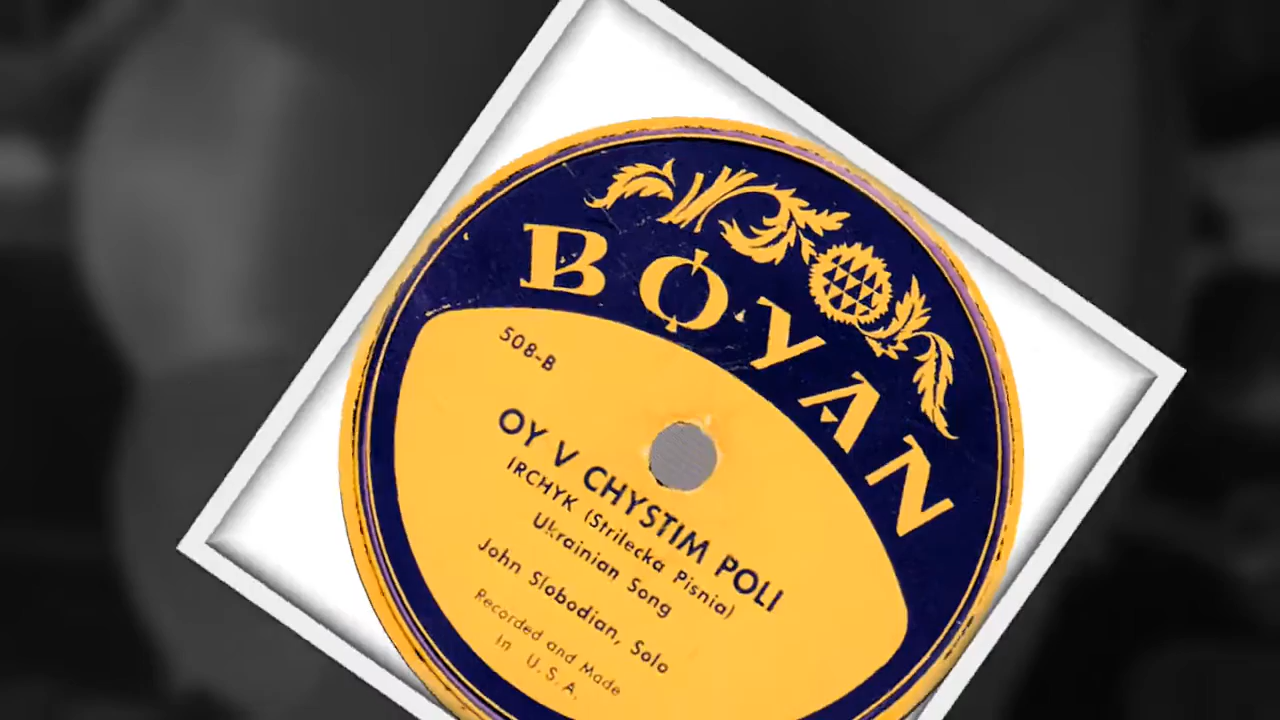 BOYAN
508-B
OY V CHYSTIM POLI
IRCHYK (Strilecka Pisnia)
Ukrainian Song
John Slobodian, Solo
Recorded and Made
in U.S.A.